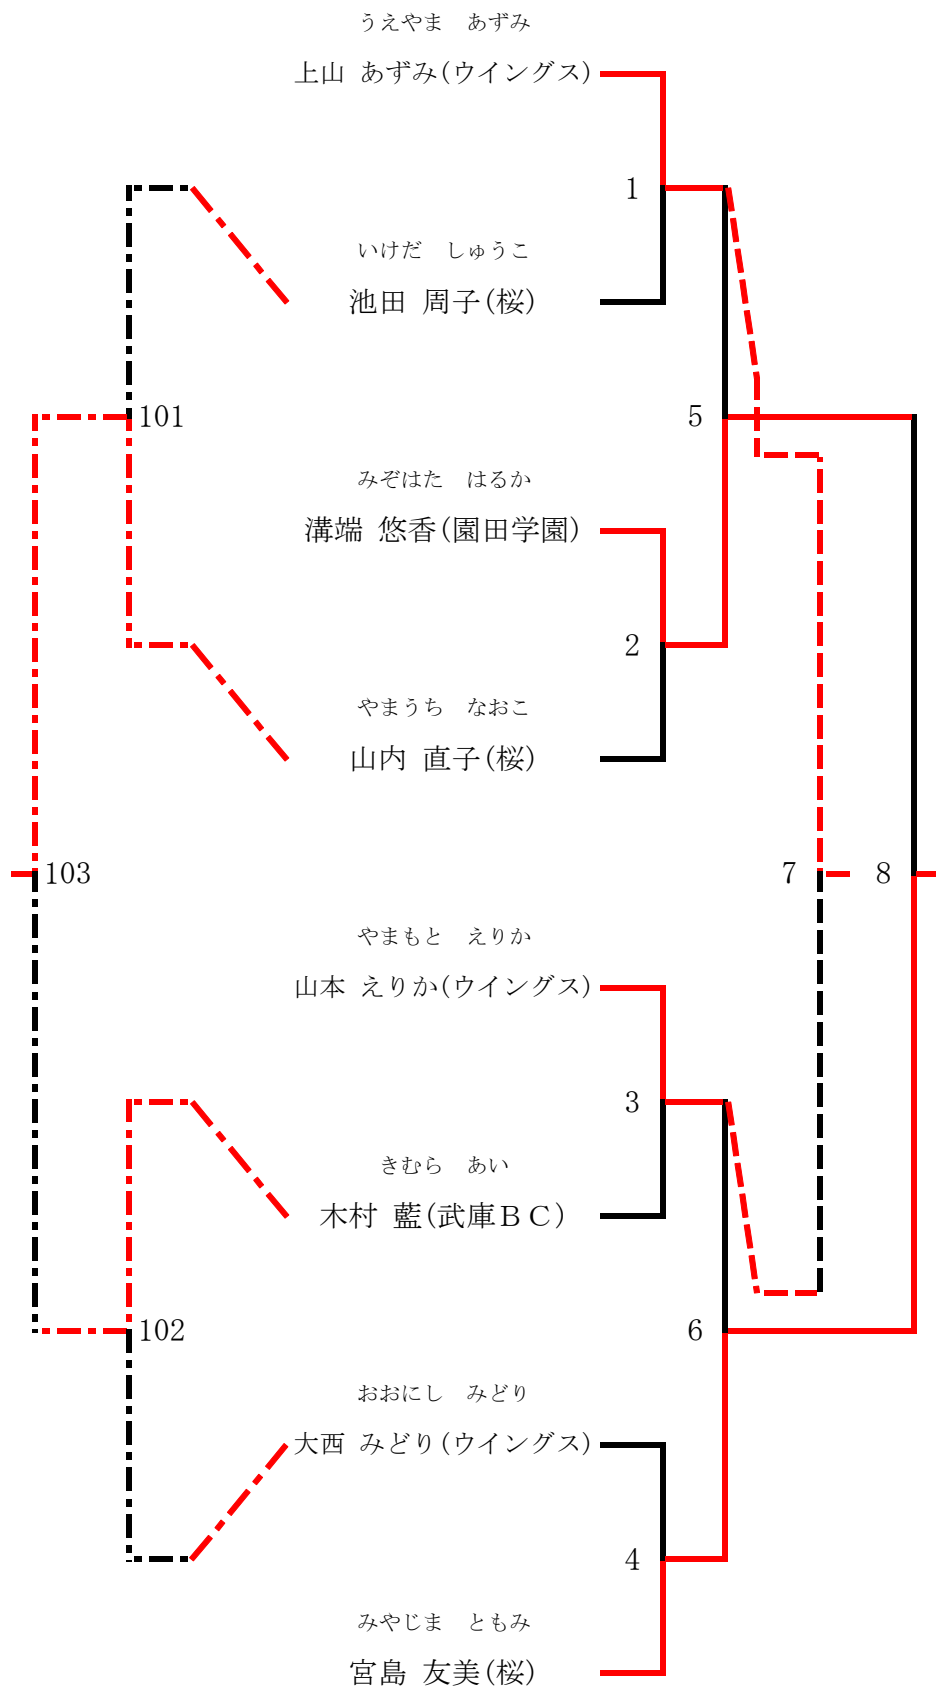 うえやま　あずみ
上山 あずみ(ウイングス)
1
いけだ　しゅうこ
池田 周子(桜)
101
5
みぞはた　はるか
溝端 悠香(園田学園)
2
やまうち　なおこ
山内 直子(桜)
103
7
8
やまもと　えりか
山本 えりか(ウイングス)
3
きむら　あい
木村 藍(武庫ＢＣ)
102
6
おおにし　みどり
大西 みどり(ウイングス)
4
みやじま　ともみ
宮島 友美(桜)